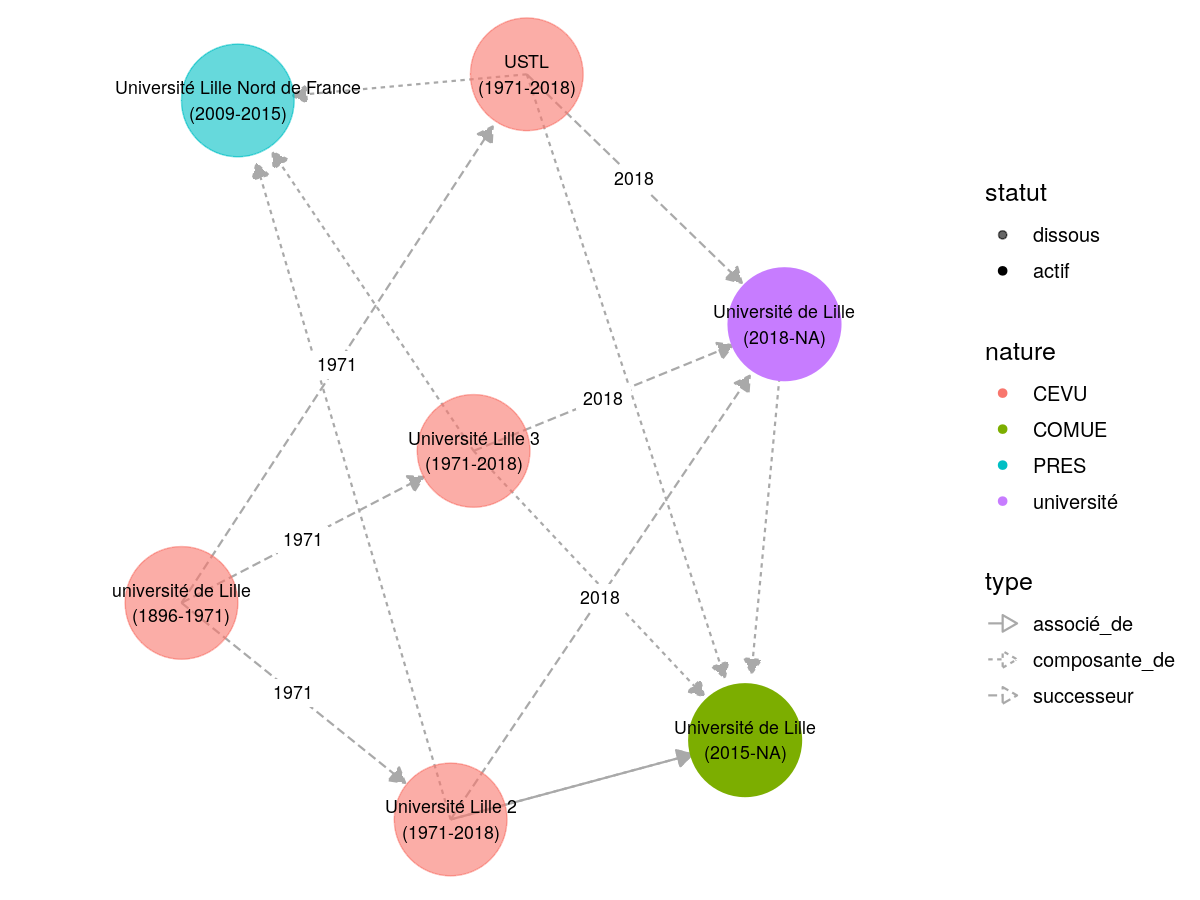 USTL
(1971-2018)
Université Lille Nord de France
(2009-2015)
2018
Université de Lille
(2018-NA)
1971
2018
Université Lille 3
(1971-2018)
1971
université de Lille
(1896-1971)
2018
1971
Université de Lille
(2015-NA)
Université Lille 2
(1971-2018)
statut
dissous
actif
nature
CEVU
COMUE
PRES
université
type
associé_de
composante_de
successeur